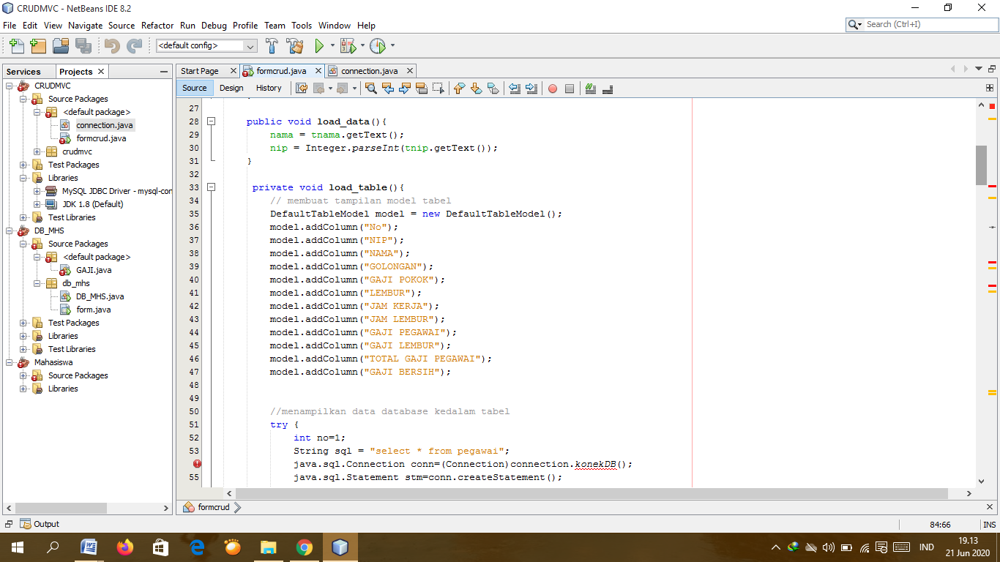 CRUDMVC - NetBeans IDE 8.2
File Edit View Navigate Source Refactor Run Debug Profile Team Tools Window Help
Search (Ctrl+I)
<default config>
Services Projects
CRUDMVC
Source Packages
<default package>
connection.java
formcrud.java
crudmvc
Test Packages
Libraries
MySQL JDBC Driver - mysql-con
JDK 1.8 (Default)
Test Libraries
DB_MHS
Source Packages
<default package>
GAJI.java
db_mhs
DB_MHS.java
form.java
Test Packages
Libraries
Test Libraries
Mahasiswa
Source Packages
Libraries
Start Page formcrud.java connection.java
Source Design History
27
28 public void load_data(){
29 nama = tnama.getText();
30 nip = Integer.parseInt(tnip.getText());
31 }
32
33 private void load_table(){
34 // membuat tampilan model tabel
35 DefaultTableModel model = new DefaultTableModel();
36 model.addColumn("No");
37 model.addColumn("NIP");
38 model.addColumn("NAMA");
39 model.addColumn("GOLONGAN");
40 model.addColumn("GAJI POKOK");
41 model.addColumn("LEMBUR");
42 model.addColumn("JAM KERJA");
43 model.addColumn("JAM LEMBUR");
44 model.addColumn("GAJI PEGAWAI");
45 model.addColumn("GAJI LEMBUR");
46 model.addColumn("TOTAL GAJI PEGAWAI");
47 model.addColumn("GAJI BERSIH");
48
49
50 //menampilkan data database kedalam tabel
51 try {
52 int no=1;
53 String sql = "select * from pegawai";
java.sql.Connection conn=(Connection)connection.konekDB();
55 java.sql.Statement stm=conn.createStatement();
formcrud
Output
84:66 INS
IND
19.13
21 Jun 2020